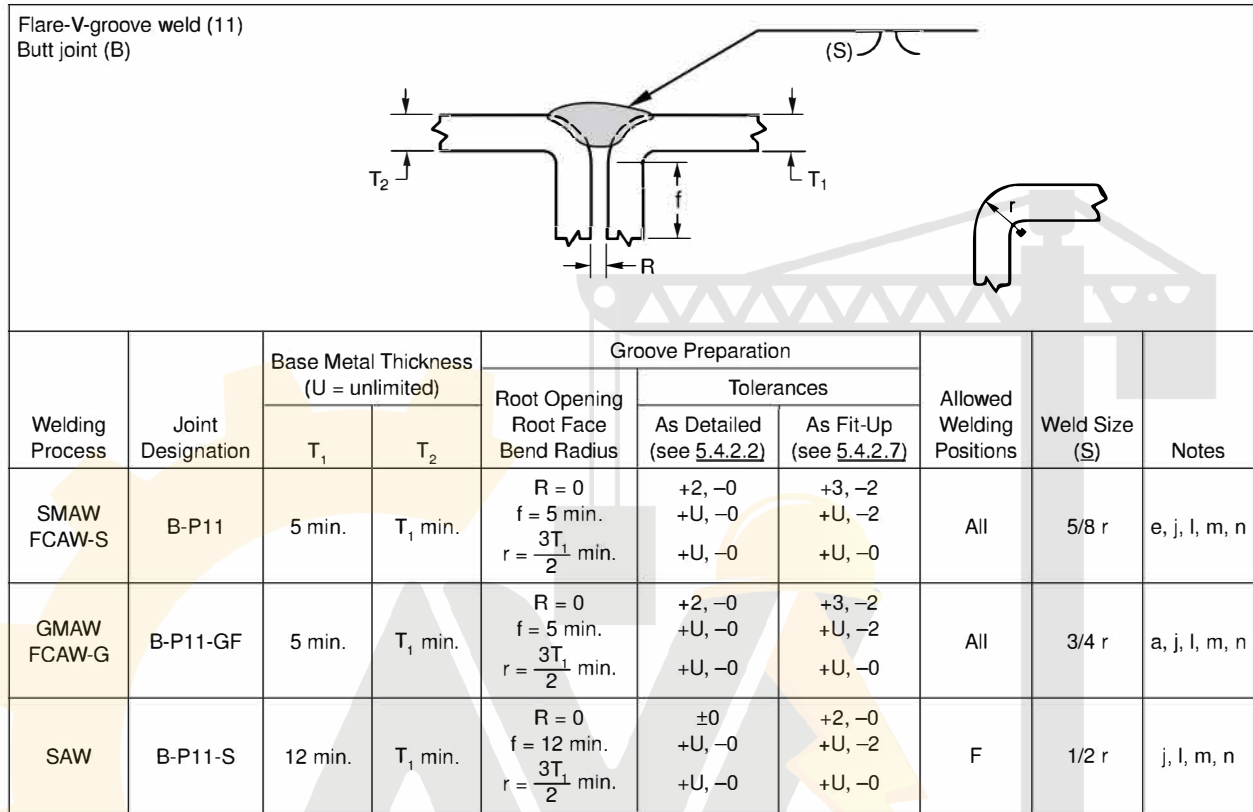 Flare-V-groove weld (11)
Butt joint (B)
(S)
T2
T1
f
R
r
Welding Process
Joint Designation
Base Metal Thickness (U = unlimited)
T1
T2
Groove Preparation
Root Opening Root Face Bend Radius
Tolerances
As Detailed (see 5.4.2.2)
As Fit-Up (see 5.4.2.7)
Allowed Welding Positions
Weld Size (S)
Notes
SMAW FCAW-S
B-P11
5 min.
T1 min.
R = 0
f = 5 min.
r = 3T1/2 min.
+2, –0
+U, –0
+U, –0
+3, –2
+U, –2
+U, –0
All
5/8 r
e, j, l, m, n
GMAW FCAW-G
B-P11-GF
5 min.
T1 min.
R = 0
f = 5 min.
r = 3T1/2 min.
+2, –0
+U, –0
+U, –0
+3, –2
+U, –2
+U, –0
All
3/4 r
a, j, l, m, n
SAW
B-P11-S
12 min.
T1 min.
R = 0
f = 12 min.
r = 3T1/2 min.
±0
+U, –0
+U, –0
+2, –0
+U, –2
+U, –0
F
1/2 r
j, l, m, n